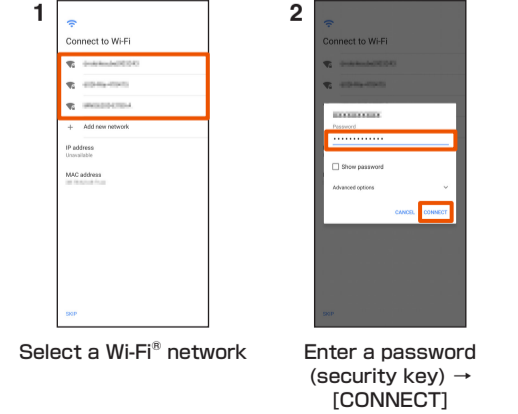 1
Connect to Wi-Fi
+ Add new network
IP address
Unavailable
MAC address
SKIP
Select a Wi-Fi® network
2
Connect to Wi-Fi
Password
•••••••••••••
Show password
Advanced options
CANCEL CONNECT
SKIP
Enter a password
(security key) →
[CONNECT]